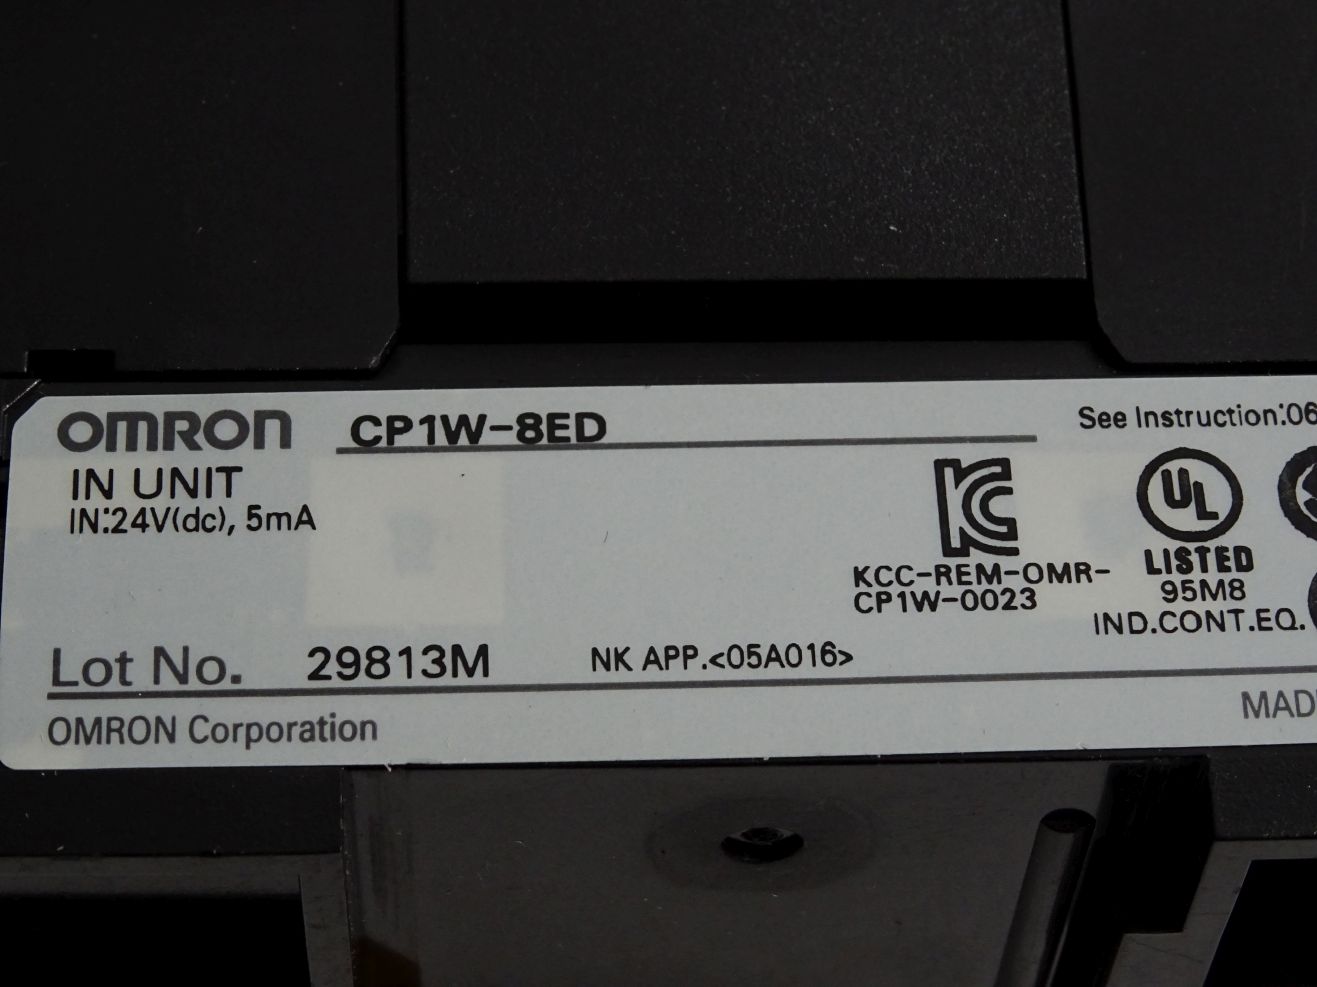 OMRON CP1W-8ED See Instruction:06
IN UNIT
IN:24V(dc), 5mA
UL
LISTED
KCC-REM-OMR-
CP1W-0023
95M8
IND.CONT.EQ.
Lot No. 29813M NK APP.<05A016>
OMRON Corporation